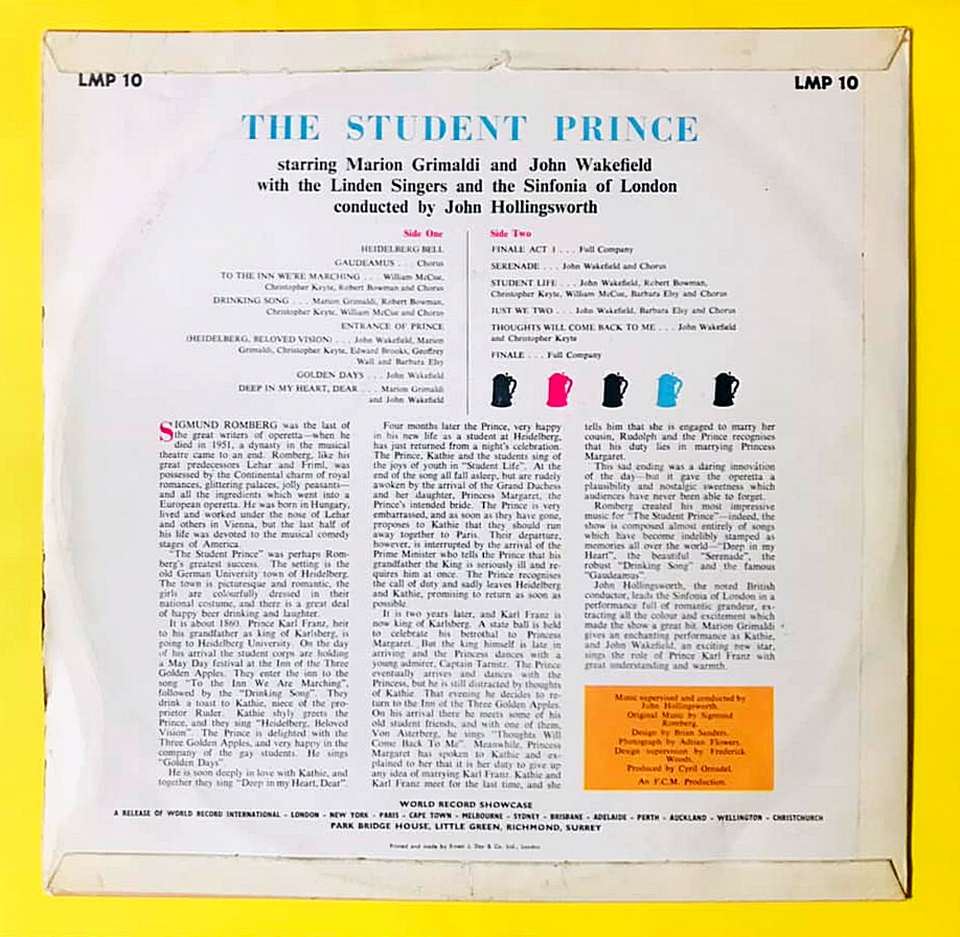 LMP 10
LMP 10
THE STUDENT PRINCE
starring Marion Grimaldi and John Wakefield
with the Linden Singers and the Sinfonia of London
conducted by John Hollingsworth
Side One
HEIDELBERG BELL
GAUDEAMUS . . . Chorus
TO THE INN WE'RE MARCHING . . . William McCue,
Christopher Keyte, Robert Bowman and Chorus
DRINKING SONG . . . Marion Grimaldi, Robert Bowman,
Christopher Keyte, William McCue and Chorus
ENTRANCE OF PRINCE
(HEIDELBERG, BELOVED VISION) . . . John Wakefield, Marion
Grimaldi, Christopher Keyte, Edward Brooks, Geoffrey
Wall and Barbara Elsy
GOLDEN DAYS . . . John Wakefield
DEEP IN MY HEART, DEAR . . . Marion Grimaldi
and John Wakefield
Side Two
FINALE ACT 1 . . . Full Company
SERENADE . . . John Wakefield and Chorus
STUDENT LIFE . . . John Wakefield, Robert Bowman,
Christopher Keyte, William McCue, Barbara Elsy and Chorus
JUST WE TWO . . . John Wakefield, Barbara Elsy and Chorus
THOUGHTS WILL COME BACK TO ME . . . John Wakefield
and Christopher Keyte
FINALE . . . Full Company
SIGMUND ROMBERG was the last of
the great writers of operetta—when he
died in 1951, a dynasty in the musical
theatre came to an end. Romberg, like his
great predecessors Lehar and Friml, was
possessed by the Continental charm of royal
romances, glittering palaces, jolly peasants—
and all the ingredients which went into a
European operetta. He was born in Hungary,
lived and worked under the nose of Lehar
and others in Vienna, but the last half of
his life was devoted to the musical comedy
stages of America.
"The Student Prince" was perhaps Rom-
berg's greatest success. The setting is the
old German University town of Heidelberg.
The town is picturesque and romantic, the
girls are colourfully dressed in their
national costume, and there is a great deal
of happy beer drinking and laughter.
It is about 1860. Prince Karl Franz, heir
to his grandfather as king of Karlsberg, is
going to Heidelberg University. On the day
of his arrival the student corps are holding
a May Day festival at the Inn of the Three
Golden Apples. They enter the inn to the
song "To the Inn We Are Marching",
followed by the "Drinking Song". They
drink a toast to Kathie, niece of the pro-
prietor Ruder. Kathie shyly greets the
Prince, and they sing "Heidelberg, Beloved
Vision". The Prince is delighted with the
Three Golden Apples, and very happy in the
company of the gay students. He sings
"Golden Days".
He is soon deeply in love with Kathie, and
together they sing "Deep in my Heart, Dear".
Four months later the Prince, very happy
in his new life as a student at Heidelberg,
has just returned from a night's celebration.
The Prince, Kathie and the students sing of
the joys of youth in "Student Life". At the
end of the song all fall asleep, but are rudely
awoken by the arrival of the Grand Duchess
and her daughter, Princess Margaret, the
Prince's intended bride. The Prince is very
embarrassed, and as soon as they have gone,
proposes to Kathie that they should run
away together to Paris. Their departure,
however, is interrupted by the arrival of the
Prime Minister who tells the Prince that his
grandfather the King is seriously ill and re-
quires him at once. The Prince recognises
the call of duty and sadly leaves Heidelberg
and Kathie, promising to return as soon as
possible.
It is two years later, and Karl Franz is
now king of Karlsberg. A state ball is held
to celebrate his betrothal to Princess
Margaret. But the king himself is late in
arriving and the Princess dances with a
young admirer, Captain Tarnitz. The Prince
eventually arrives and dances with the
Princess, but he is still distracted by thoughts
of Kathie. That evening he decides to re-
turn to the Inn of the Three Golden Apples.
On his arrival there he meets some of his
old student friends, and with one of them,
Von Asterberg, he sings "Thoughts Will
Come Back To Me". Meanwhile, Princess
Margaret has spoken to Kathie and ex-
plained to her that it is her duty to give up
any idea of marrying Karl Franz. Kathie and
Karl Franz meet for the last time, and she
tells him that she is engaged to marry her
cousin, Rudolph and the Prince recognises
that his duty lies in marrying Princess
Margaret.
This sad ending was a daring innovation
of the day—but it gave the operetta a
plausibility and nostalgic sweetness which
audiences have never been able to forget.
Romberg created his most impressive
music for "The Student Prince"—indeed, the
show is composed almost entirely of songs
which have become indelibly stamped as
memories all over the world—"Deep in my
Heart", the beautiful "Serenade", the
robust "Drinking Song" and the famous
"Gaudeamus".
John Hollingsworth, the noted British
conductor, leads the Sinfonia of London in a
performance full of romantic grandeur, ex-
tracting all the colour and excitement which
made the show a great hit. Marion Grimaldi
gives an enchanting performance as Kathie,
and John Wakefield, an exciting new star,
sings the role of Prince Karl Franz with
great understanding and warmth.
Music supervised and conducted by
John Hollingsworth.
Original Music by Sigmund
Romberg.
Design by Brian Sanders.
Photograph by Adrian Flowers.
Design supervision by Frederick
Woods.
Produced by Cyril Ornadel.
An F.C.M. Production.
WORLD RECORD SHOWCASE
A RELEASE OF WORLD RECORD INTERNATIONAL - LONDON - NEW YORK - PARIS - CAPE TOWN - MELBOURNE - SYDNEY - BRISBANE - ADELAIDE - PERTH - AUCKLAND - WELLINGTON - CHRISTCHURCH
PARK BRIDGE HOUSE, LITTLE GREEN, RICHMOND, SURREY
Printed and made by Ernest J. Day & Co. Ltd., London